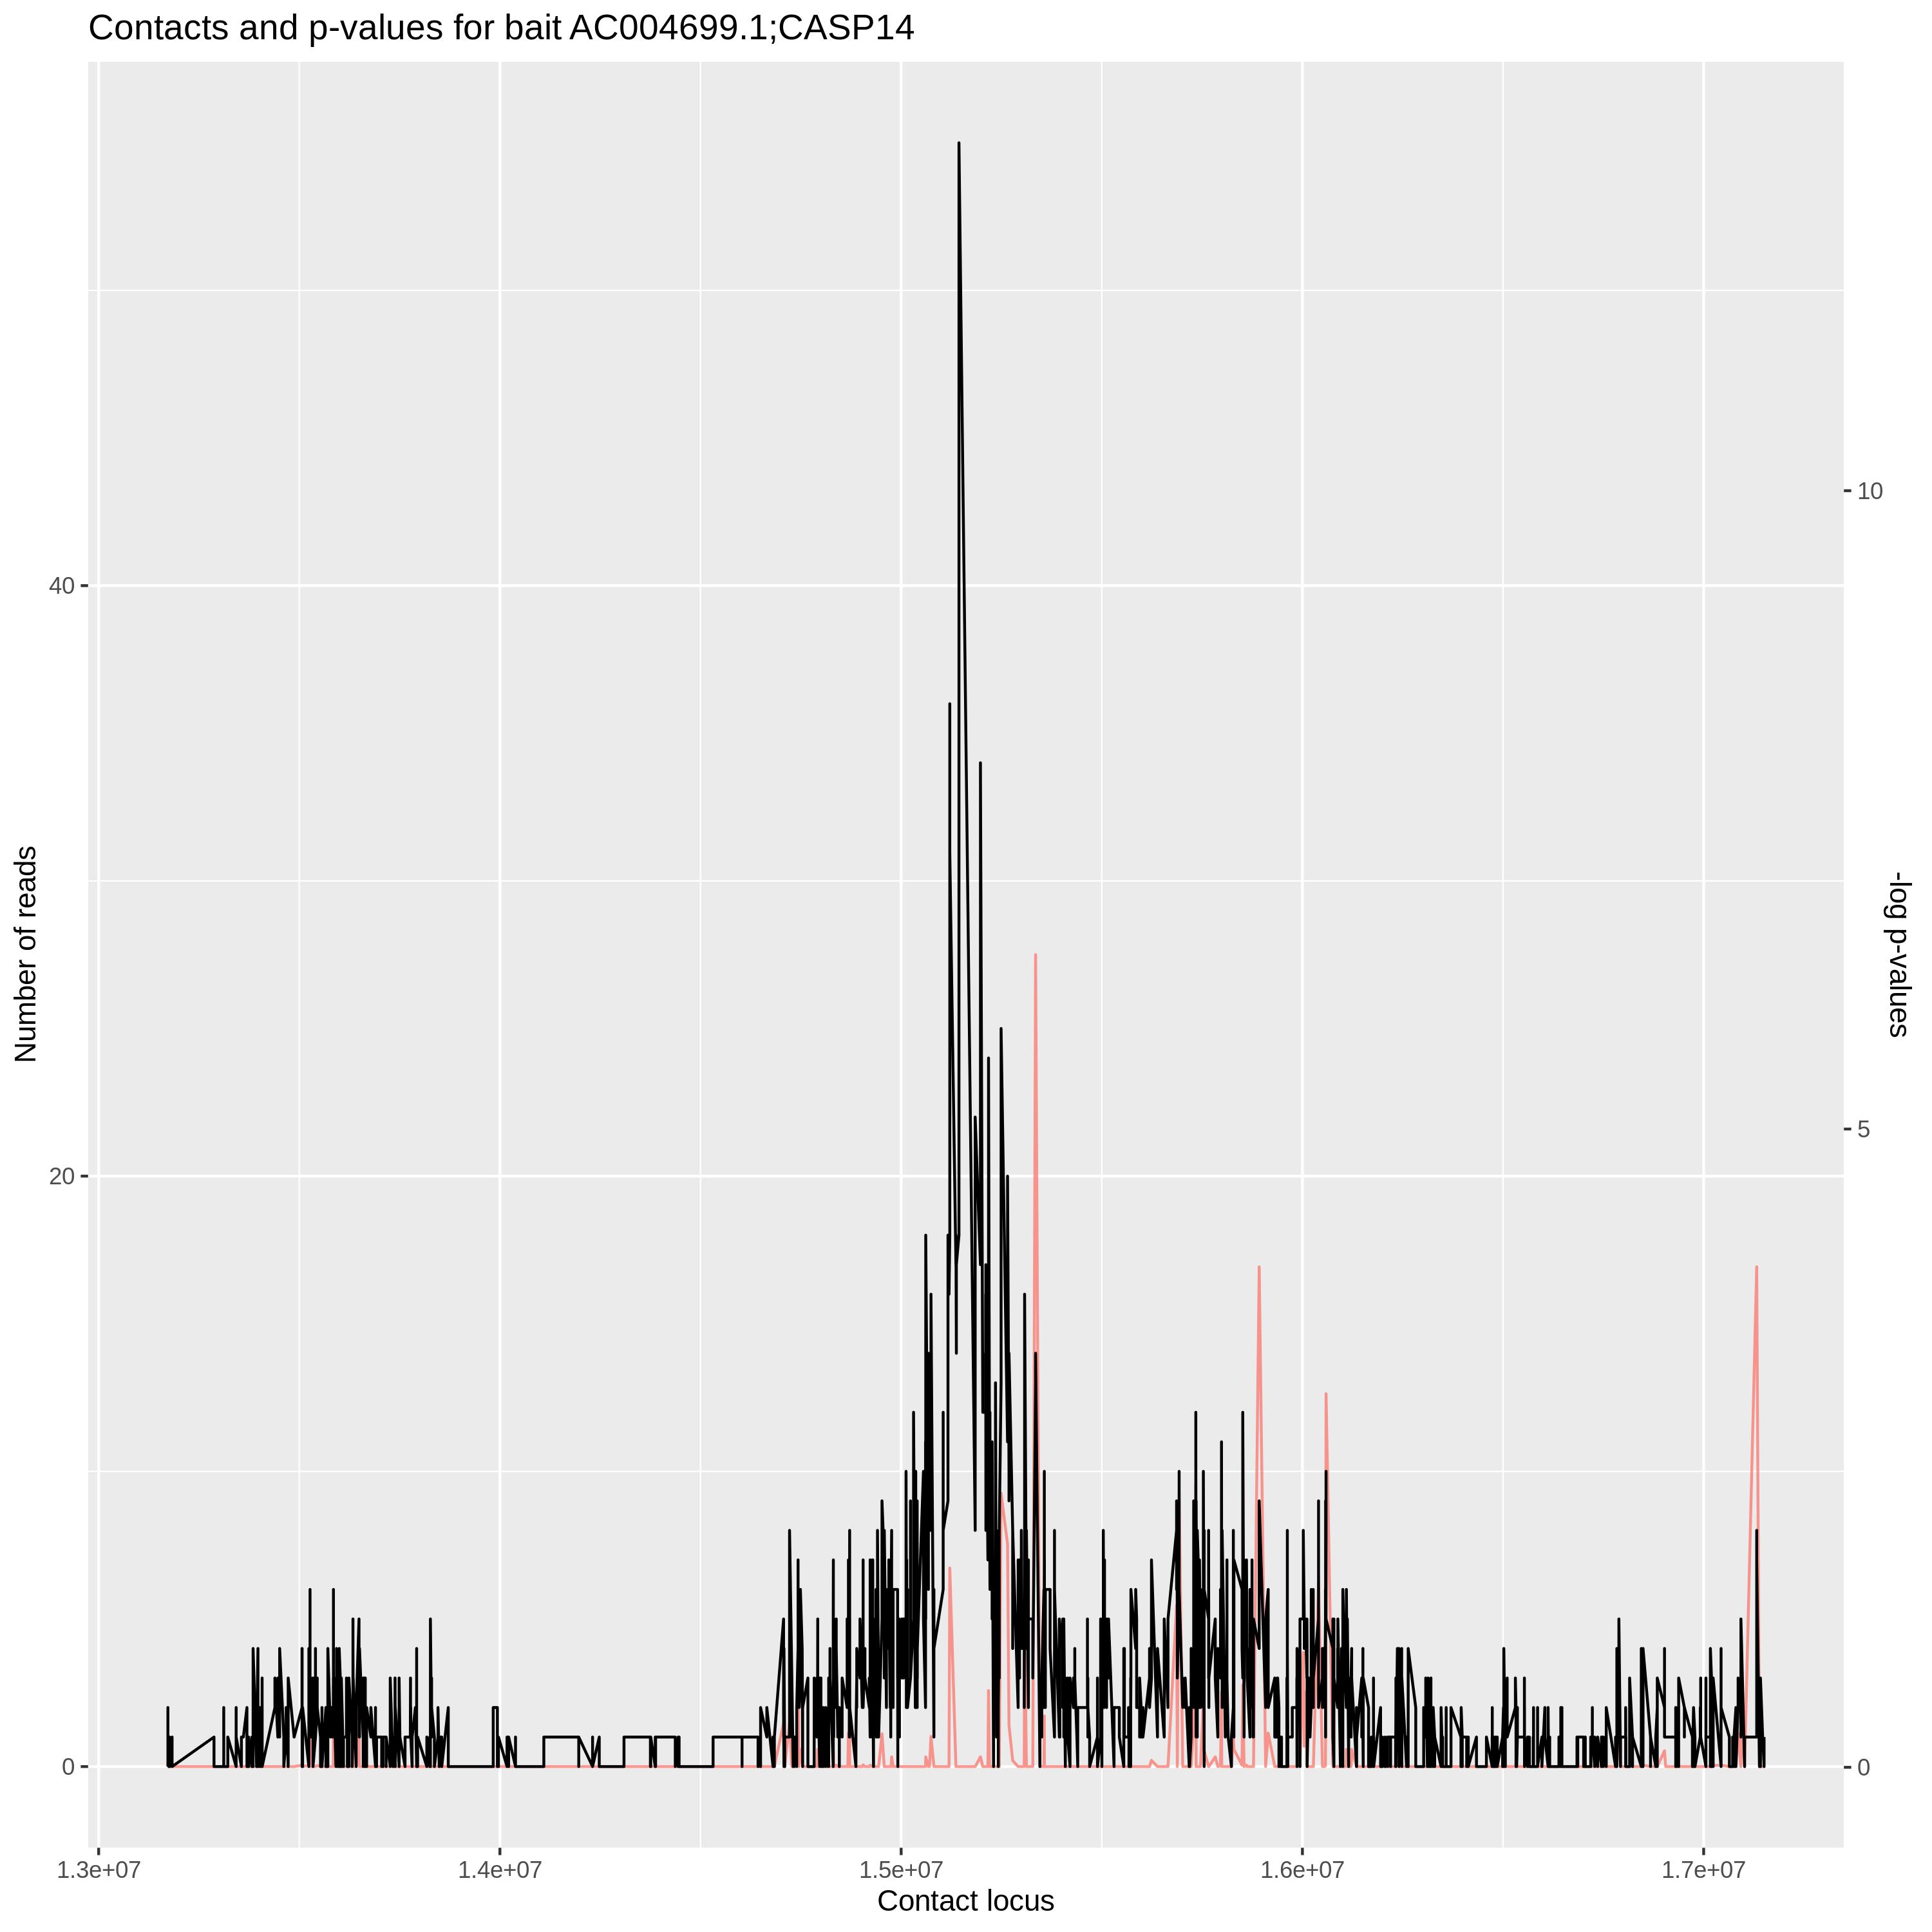 Contacts and p-values for bait AC004699.1;CASP14
Number of reads
40
20
0
10
5
0
-log p-values
1.3e+07
1.4e+07
1.5e+07
1.6e+07
1.7e+07
Contact locus